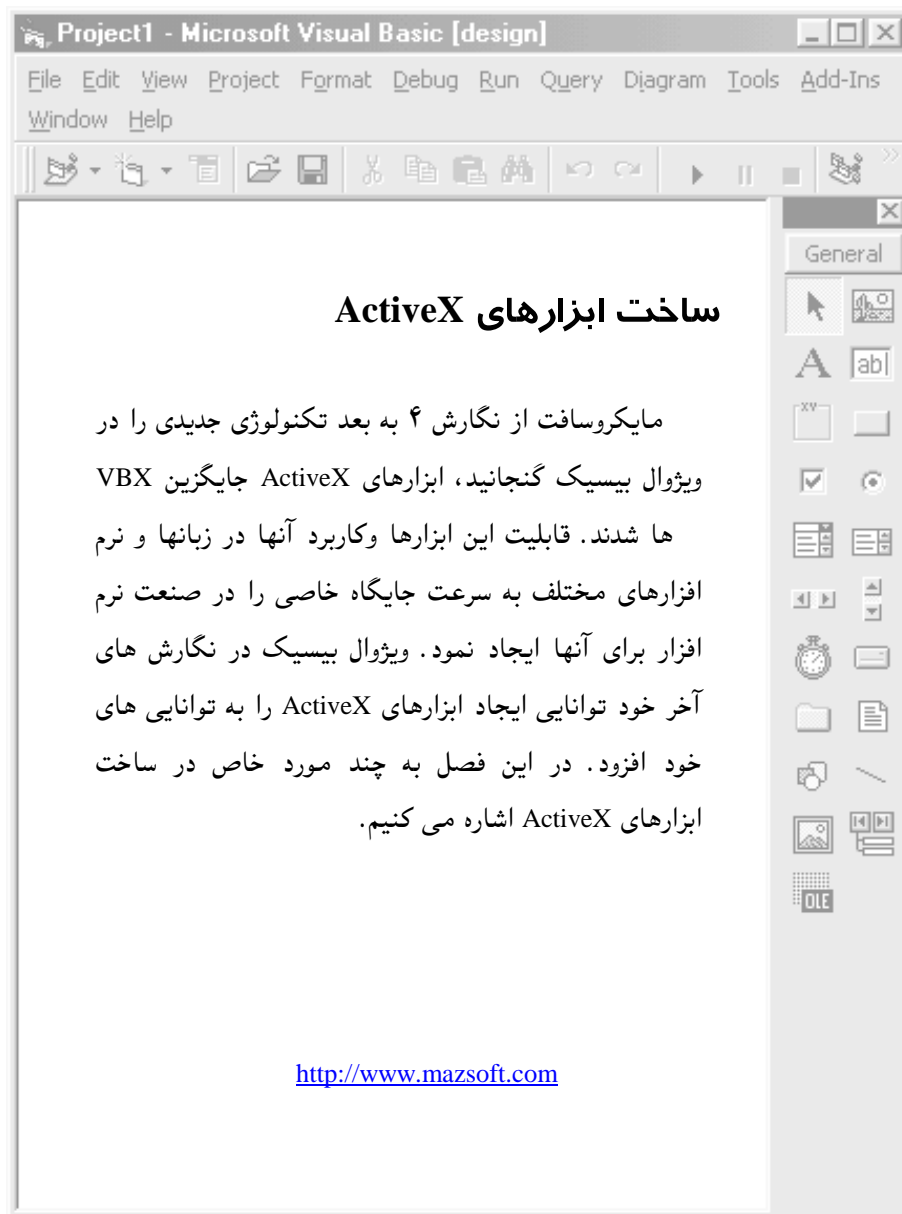 Project1 - Microsoft Visual Basic [design]
File Edit View Project Format Debug Run Query Diagram Tools Add-Ins
Window Help
General
ساخت ابزارهای ActiveX
A
ab
xy
مایکروسافت از نگارش ۴ به بعد تکنولوژی جدیدی را در
ویژوال بیسیک گنجانید، ابزارهای ActiveX جایگزین VBX
ها شدند. قابلیت این ابزارها وکاربرد آنها در زبانها و نرم
افزارهای مختلف به سرعت جایگاه خاصی را در صنعت نرم
افزار برای آنها ایجاد نمود. ویژوال بیسیک در نگارش های
آخر خود توانایی ایجاد ابزارهای ActiveX را به توانایی های
خود افزود. در این فصل به چند مورد خاص در ساخت
ابزارهای ActiveX اشاره می کنیم.
OLE
http://www.mazsoft.com